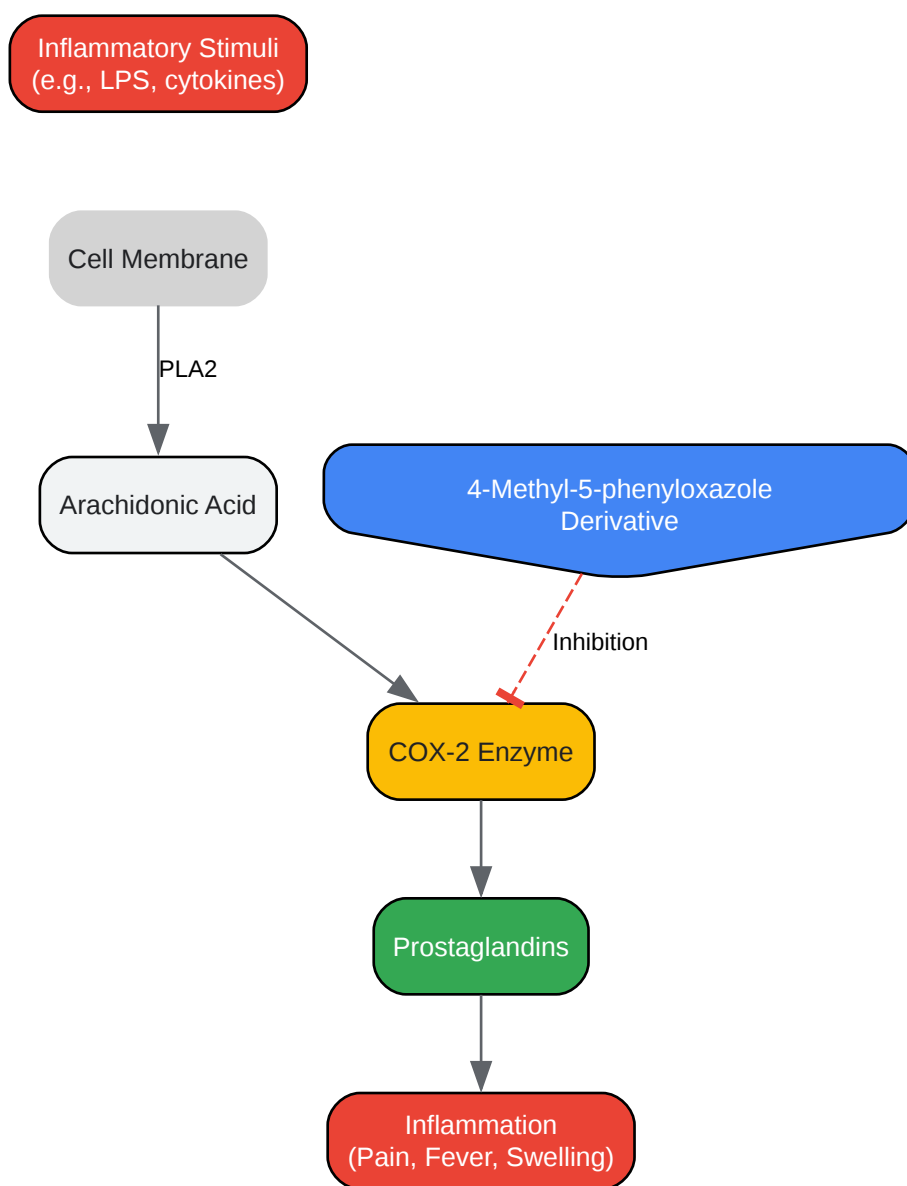 Inflammatory Stimuli
(e.g., LPS, cytokines)
Cell Membrane
PLA2
Arachidonic Acid
4-Methyl-5-phenyloxazole
Derivative
Inhibition
COX-2 Enzyme
Prostaglandins
Inflammation
(Pain, Fever, Swelling)